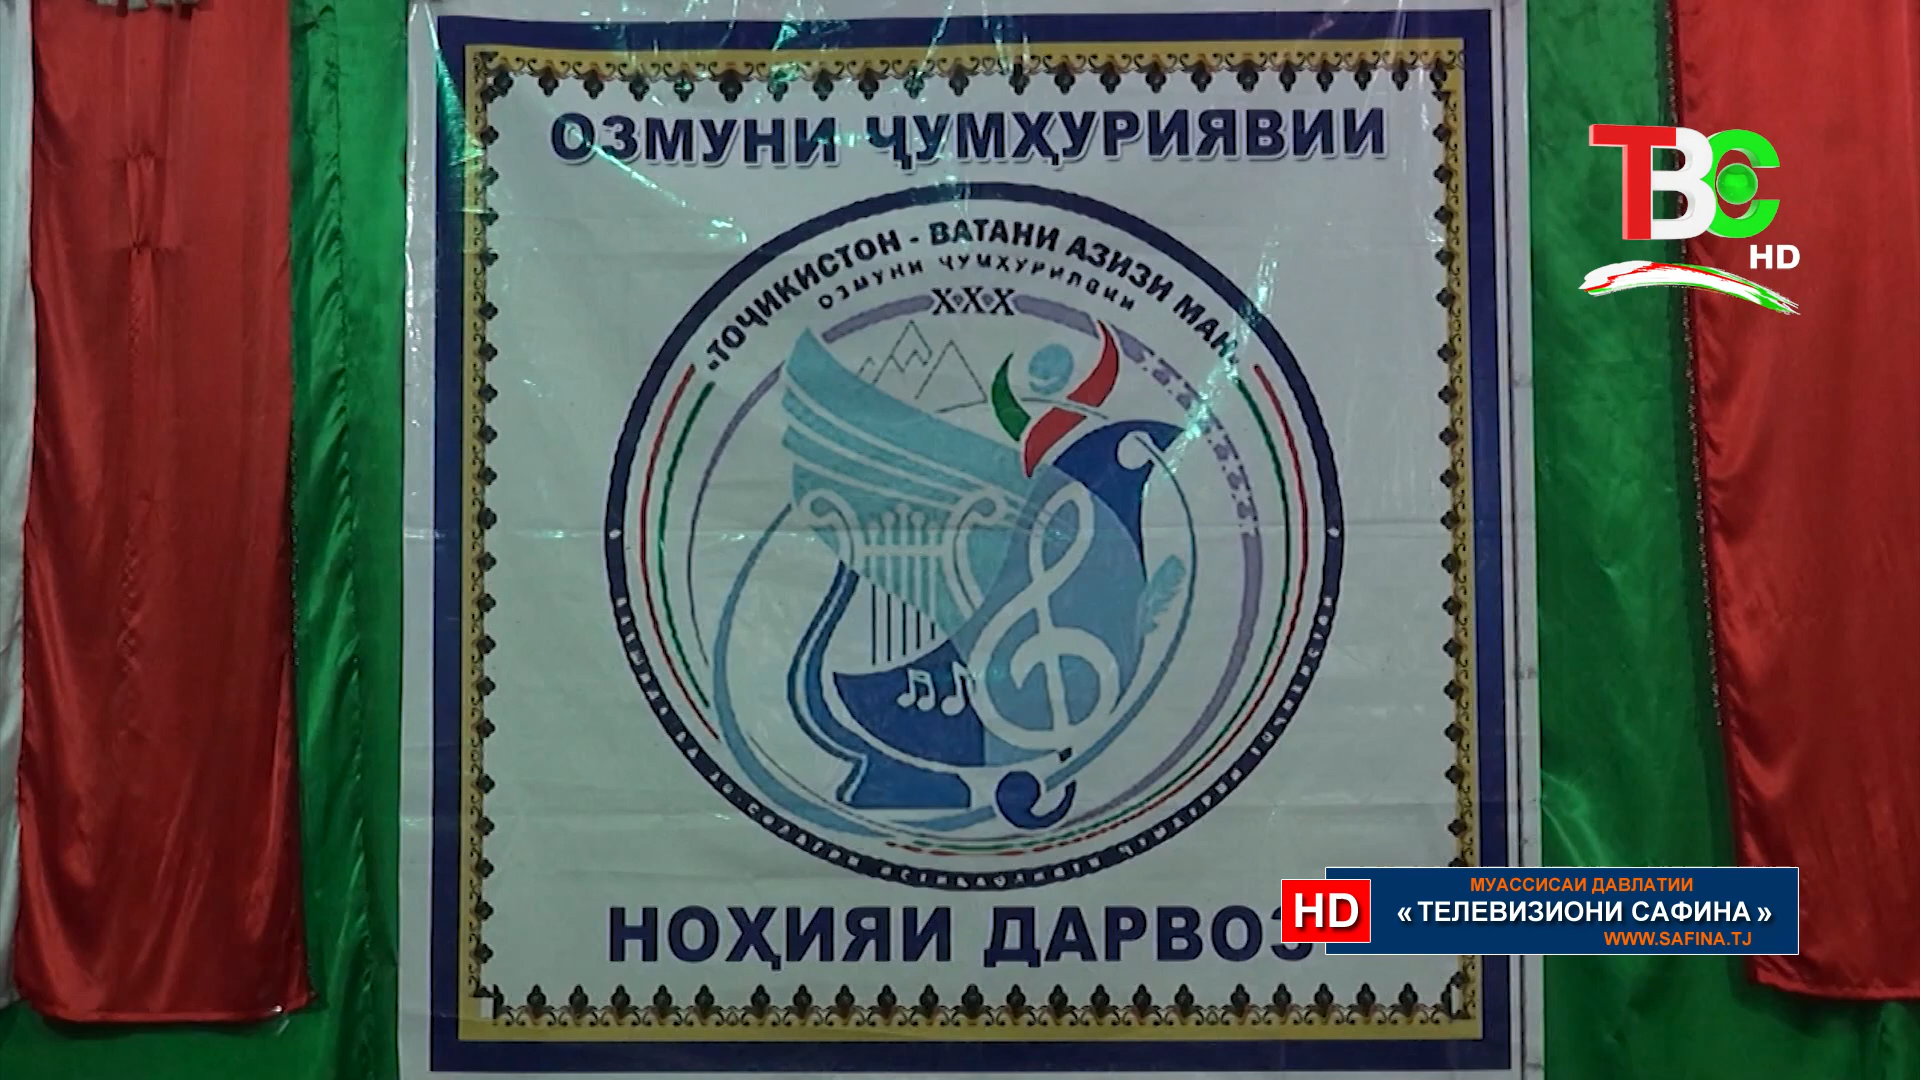 ОЗМУНИ ҶУМҲУРИЯВИИ
ТВС
HD
"ТОҶИКИСТОН - ВАТАНИ АЗИЗИ МАН"
ОЗМУНИ ҶУМҲУРИЯВИИ
XXX
НОҲИЯИ ДАРВОЗ
HD
МУАССИСАИ ДАВЛАТИИ
« ТЕЛЕВИЗИОНИ САФИНА »
WWW.SAFINA.TJ